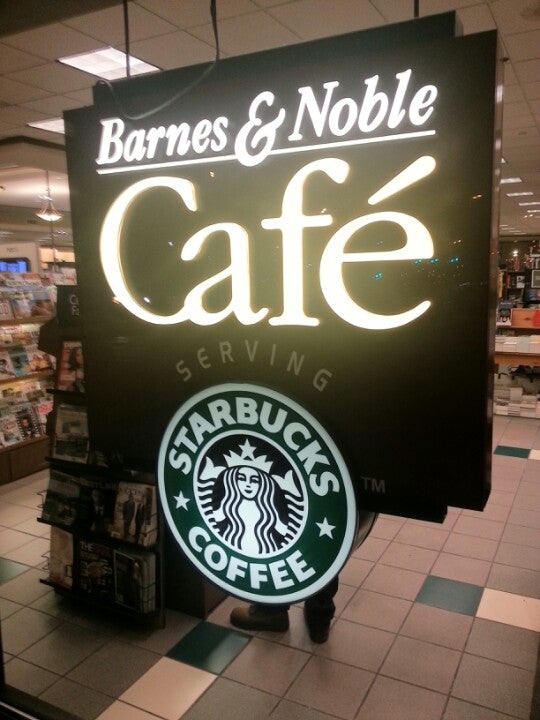 Barnes & Noble
Café
SERVING
STARBUCKS
COFFEE
TM